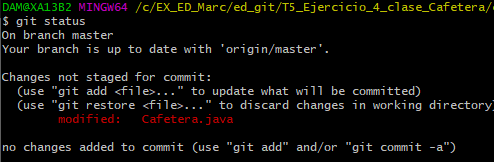 DAM@XA13B2 MINGW64 /c/EX_ED_Marc/ed_git/T5_Ejercicio_4_clase_Cafetera/
$ git status
On branch master
Your branch is up to date with 'origin/master'.
Changes not staged for commit:
(use "git add <file>..." to update what will be committed)
(use "git restore <file>..." to discard changes in working directory)
modified: Cafetera.java
no changes added to commit (use "git add" and/or "git commit -a")